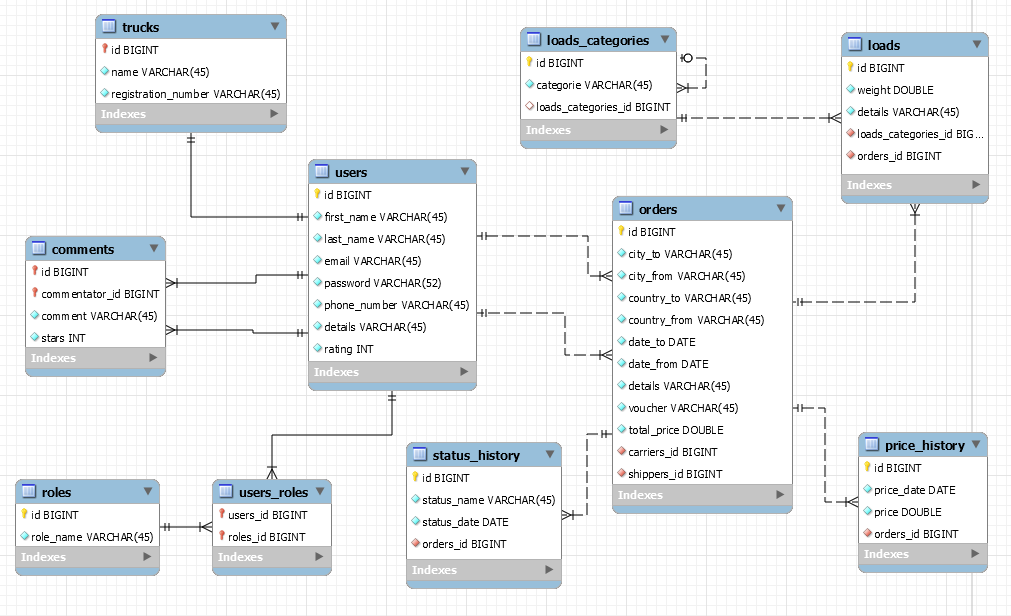 trucks
id BIGINT
name VARCHAR(45)
registration_number VARCHAR(45)
Indexes
loads_categories
id BIGINT
categorie VARCHAR(45)
loads_categories_id BIGINT
Indexes
loads
id BIGINT
weight DOUBLE
details VARCHAR(45)
loads_categories_id BIG...
orders_id BIGINT
Indexes
users
id BIGINT
first_name VARCHAR(45)
last_name VARCHAR(45)
email VARCHAR(45)
password VARCHAR(52)
phone_number VARCHAR(45)
details VARCHAR(45)
rating INT
Indexes
orders
id BIGINT
city_to VARCHAR(45)
city_from VARCHAR(45)
country_to VARCHAR(45)
country_from VARCHAR(45)
date_to DATE
date_from DATE
details VARCHAR(45)
voucher VARCHAR(45)
total_price DOUBLE
carriers_id BIGINT
shippers_id BIGINT
Indexes
comments
id BIGINT
commentator_id BIGINT
comment VARCHAR(45)
stars INT
Indexes
roles
id BIGINT
role_name VARCHAR(45)
Indexes
users_roles
users_id BIGINT
roles_id BIGINT
Indexes
status_history
id BIGINT
status_name VARCHAR(45)
status_date DATE
orders_id BIGINT
Indexes
price_history
id BIGINT
price_date DATE
price DOUBLE
orders_id BIGINT
Indexes